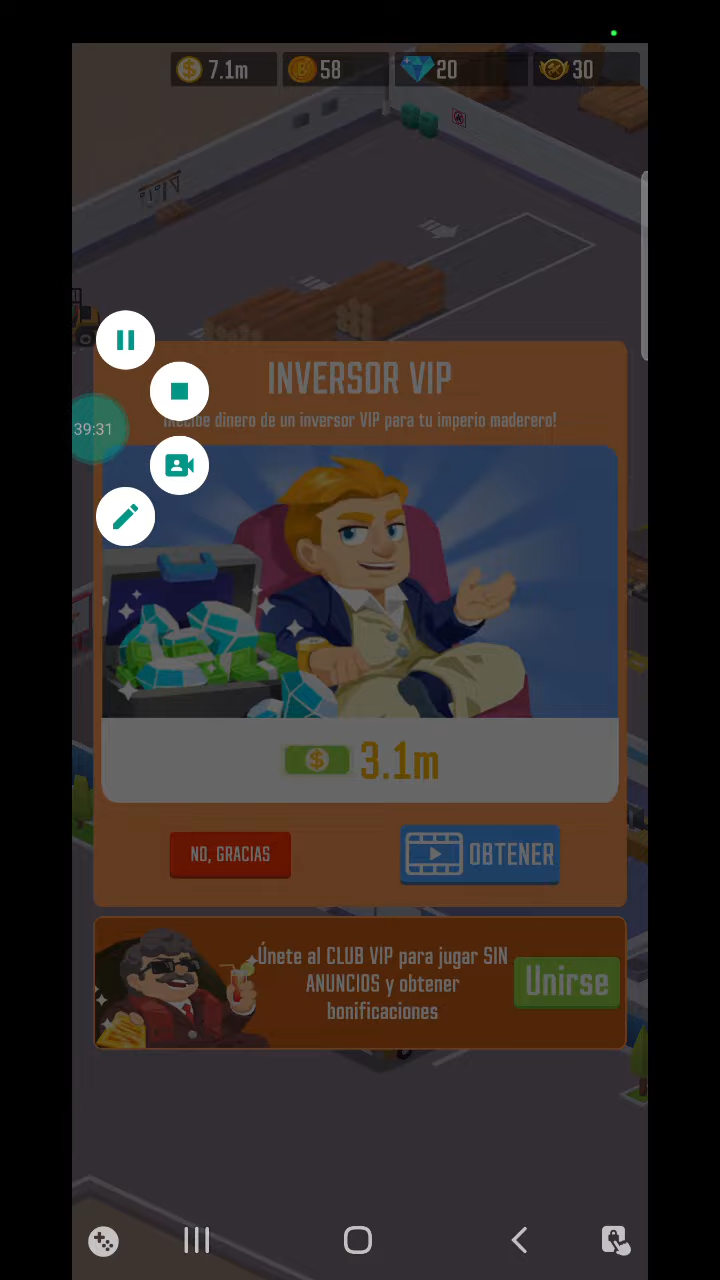 7.1m 58 20 30
INVERSOR VIP
¡Recibe dinero de un inversor VIP para tu imperio maderero!
39:31
3.1m
NO, GRACIAS
OBTENER
Únete al CLUB VIP para jugar SIN
ANUNCIOS y obtener
bonificaciones
Unirse